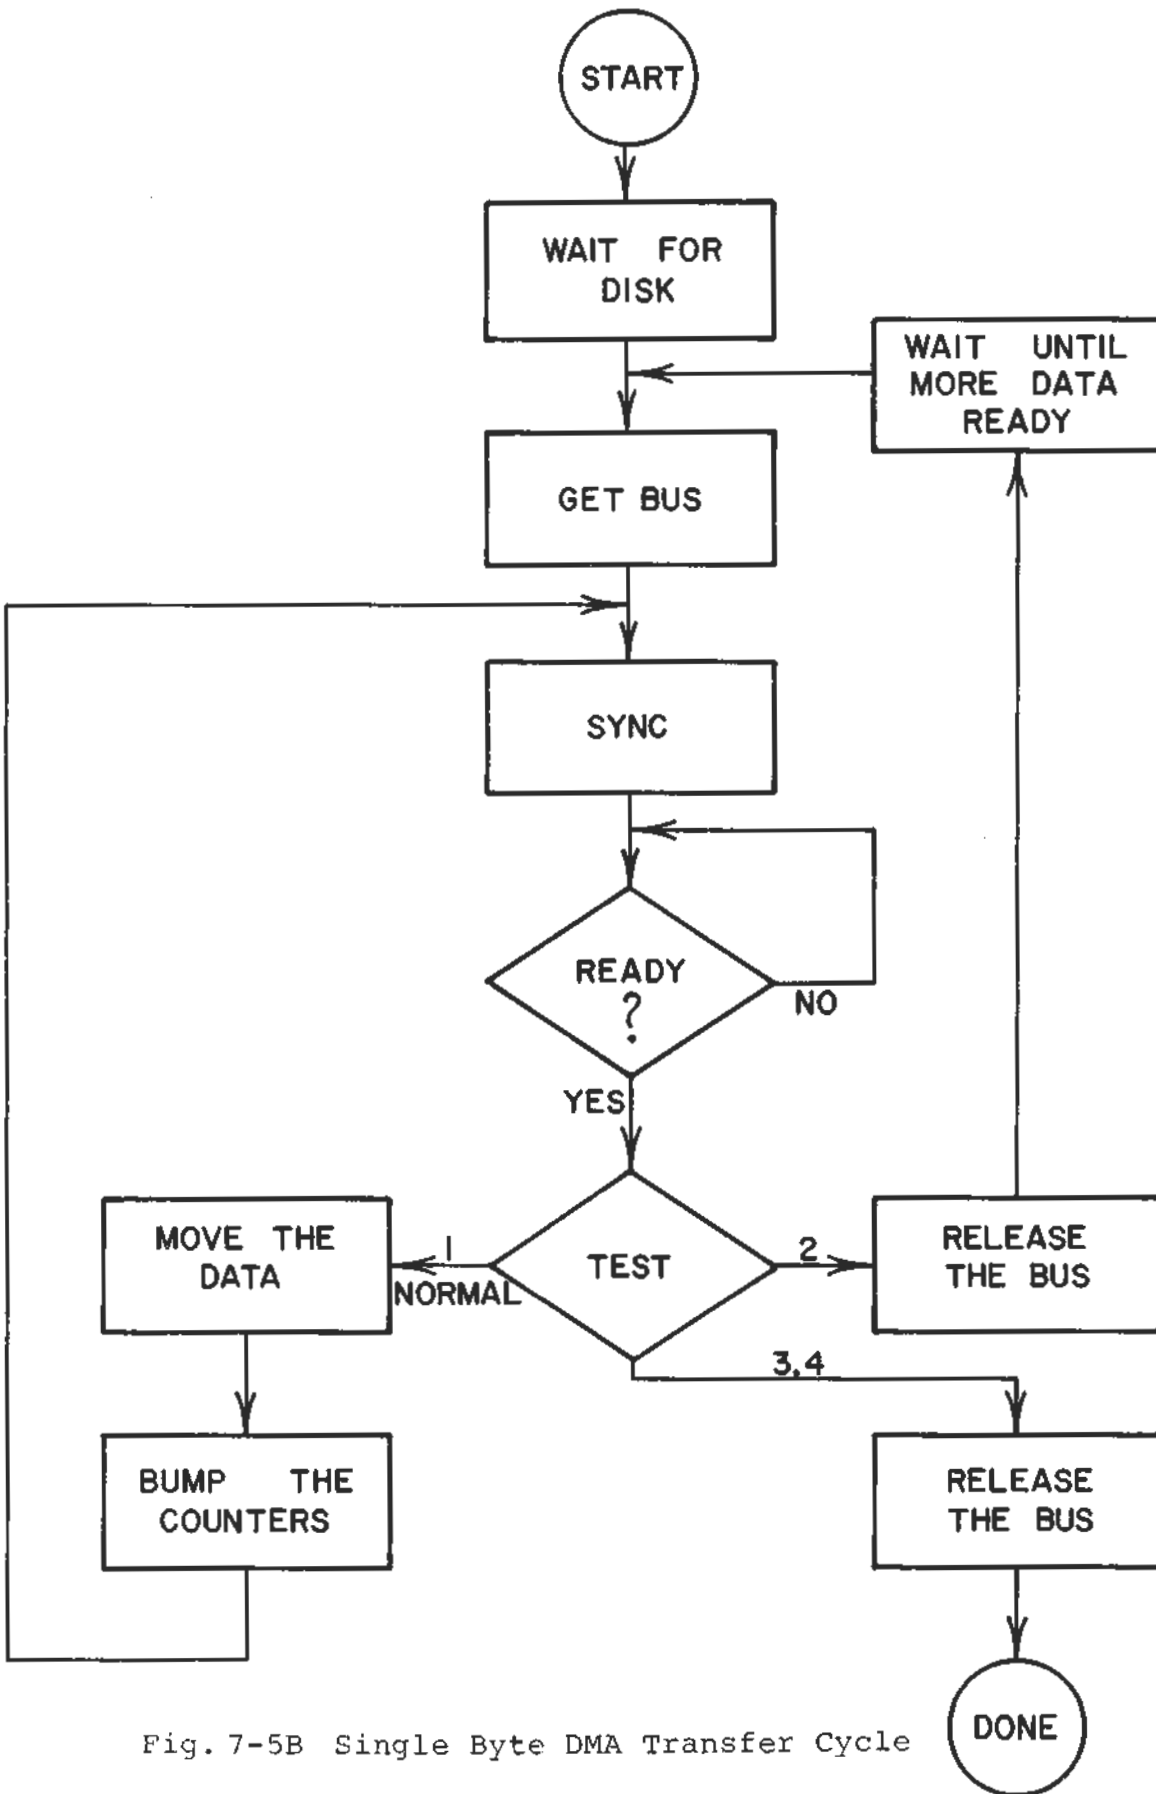 START
WAIT FOR
DISK
WAIT UNTIL
MORE DATA
READY
GET BUS
SYNC
READY
?
NO
YES
MOVE THE
DATA
1
NORMAL
TEST
2
RELEASE
THE BUS
3,4
BUMP THE
COUNTERS
RELEASE
THE BUS
DONE
Fig. 7-5B Single Byte DMA Transfer Cycle